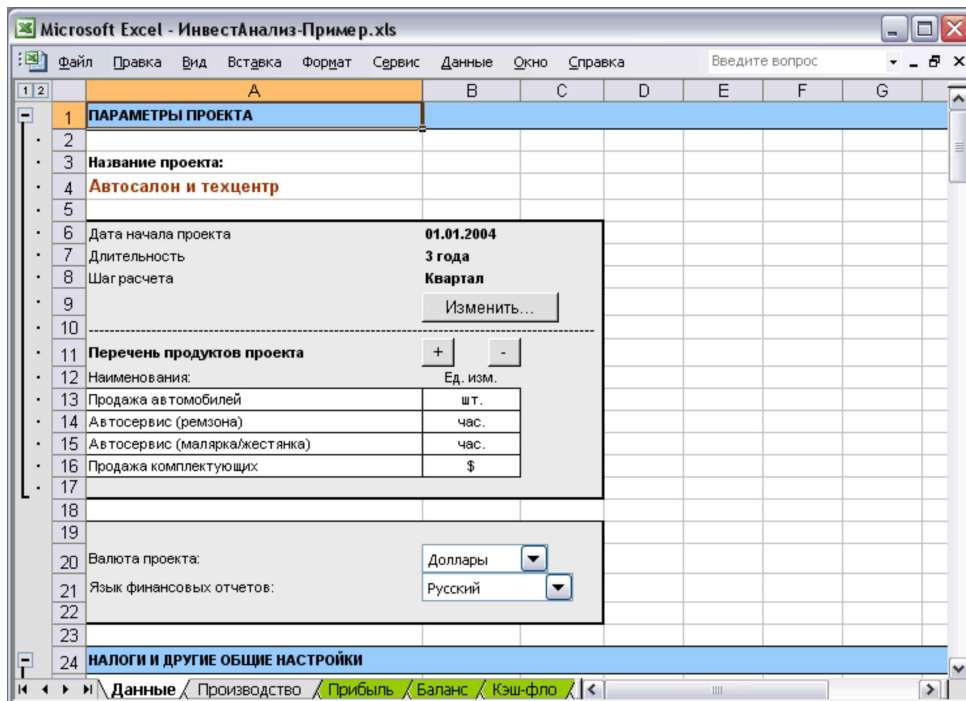 Microsoft Excel - ИнвестАнализ-Пример.xls
Файл Правка Вид Вставка Формат Сервис Данные Окно Справка Введите вопрос
1 2 A B C D E F G
1 ПАРАМЕТРЫ ПРОЕКТА
2
3 Название проекта:
4 Автосалон и техцентр
5
6 Дата начала проекта 01.01.2004
7 Длительность 3 года
8 Шаг расчета Квартал
9 Изменить...
10
11 Перечень продуктов проекта + -
12 Наименования: Ед. изм.
13 Продажа автомобилей шт.
14 Автосервис (ремзона) час.
15 Автосервис (малярка/жестянка) час.
16 Продажа комплектующих $
17
18
19
20 Валюта проекта: Доллары
21 Язык финансовых отчетов: Русский
22
23
24 НАЛОГИ И ДРУГИЕ ОБЩИЕ НАСТРОЙКИ
Данные Производство Прибыль Баланс Кэш-фло